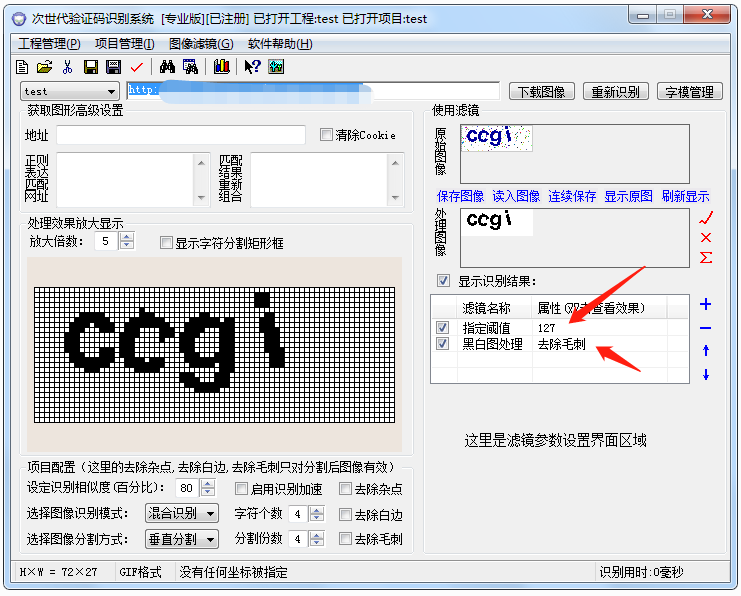 次世代验证码识别系统 [专业版][已注册] 已打开工程:test 已打开项目:test
工程管理(P) 项目管理(I) 图像滤镜(G) 软件帮助(H)
test http: 下载图像 重新识别 字模管理
获取图形高级设置
地址 清除Cookie
正则表达匹配网址
匹配结果重新组合
处理效果放大显示
放大倍数: 5 显示字符分割矩形框
ccgi
项目配置 (这里的去除杂点,去除白边,去除毛刺只对分割后图像有效)
设定识别相似度(百分比): 80 启用识别加速 去除杂点
选择图像识别模式: 混合识别 字符个数 4 去除白边
选择图像分割方式: 垂直分割 分割份数 4 去除毛刺
使用滤镜
原始图像
ccgi
保存图像 读入图像 连续保存 显示原图 刷新显示
处理图像
ccgi
显示识别结果:
滤镜名称 属性(双击查看效果)
指定阈值 127
黑白图处理 去除毛刺
这里是滤镜参数设置界面区域
H×W = 72×27 GIF格式 没有任何坐标被指定 识别用时:0毫秒